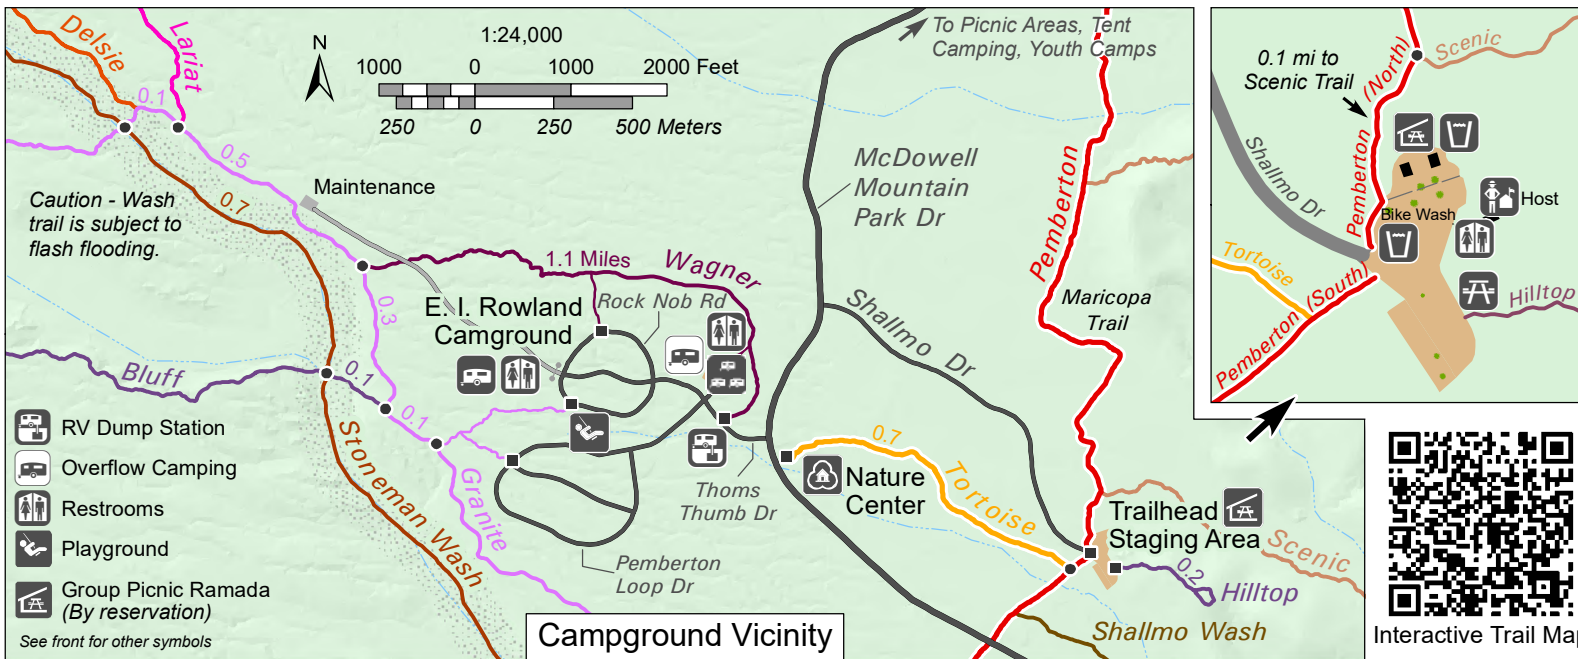 Delsie
Lariat
N
1:24,000
1000 0 1000 2000 Feet
250 0 250 500 Meters
To Picnic Areas, Tent
Camping, Youth Camps
0.1
0.5
0.7
Caution - Wash
trail is subject to
flash flooding.
Maintenance
McDowell
Mountain
Park Dr
Pemberton
1.1 Miles
Wagner
Rock Nob Rd
E. I. Rowland
Camground
0.3
Shallmo Dr
Maricopa
Trail
Bluff
0.1
0.1
Stoneman Wash
Granite
RV Dump Station
Overflow Camping
Restrooms
Playground
Group Picnic Ramada
(By reservation)
See front for other symbols
Thoms
Thumb Dr
Pemberton
Loop Dr
0.7
Tortoise
Nature
Center
Trailhead
Staging Area
Scenic
0.2
Hilltop
Shallmo Wash
Campground Vicinity
0.1 mi to
Scenic Trail
Pemberton (North)
Scenic
Shallmo Dr
Bike Wash
Host
Tortoise
Pemberton (South)
Hilltop
Interactive Trail Map